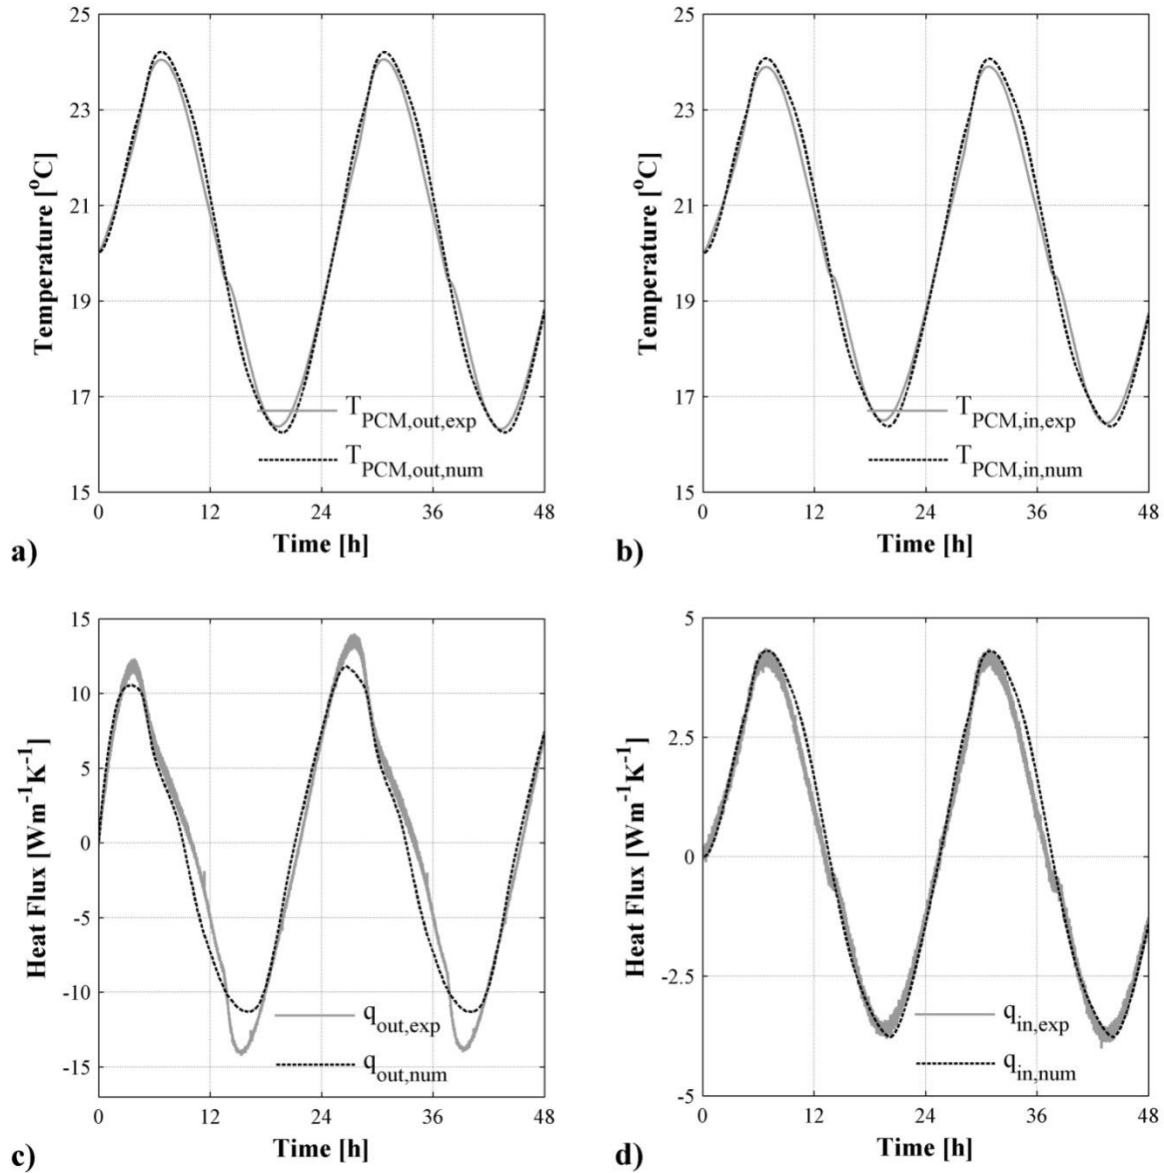 25
23
21
19
17
15
Temperature [°C]
T_PCM,out,exp
T_PCM,out,num
0 12 24 36 48
Time [h]
a)
25
23
21
19
17
15
Temperature [°C]
T_PCM,in,exp
T_PCM,in,num
0 12 24 36 48
Time [h]
b)
15
10
5
0
-5
-10
-15
Heat Flux [Wm⁻¹K⁻¹]
q_out,exp
q_out,num
0 12 24 36 48
Time [h]
c)
5
2.5
0
-2.5
-5
Heat Flux [Wm⁻¹K⁻¹]
q_in,exp
q_in,num
0 12 24 36 48
Time [h]
d)